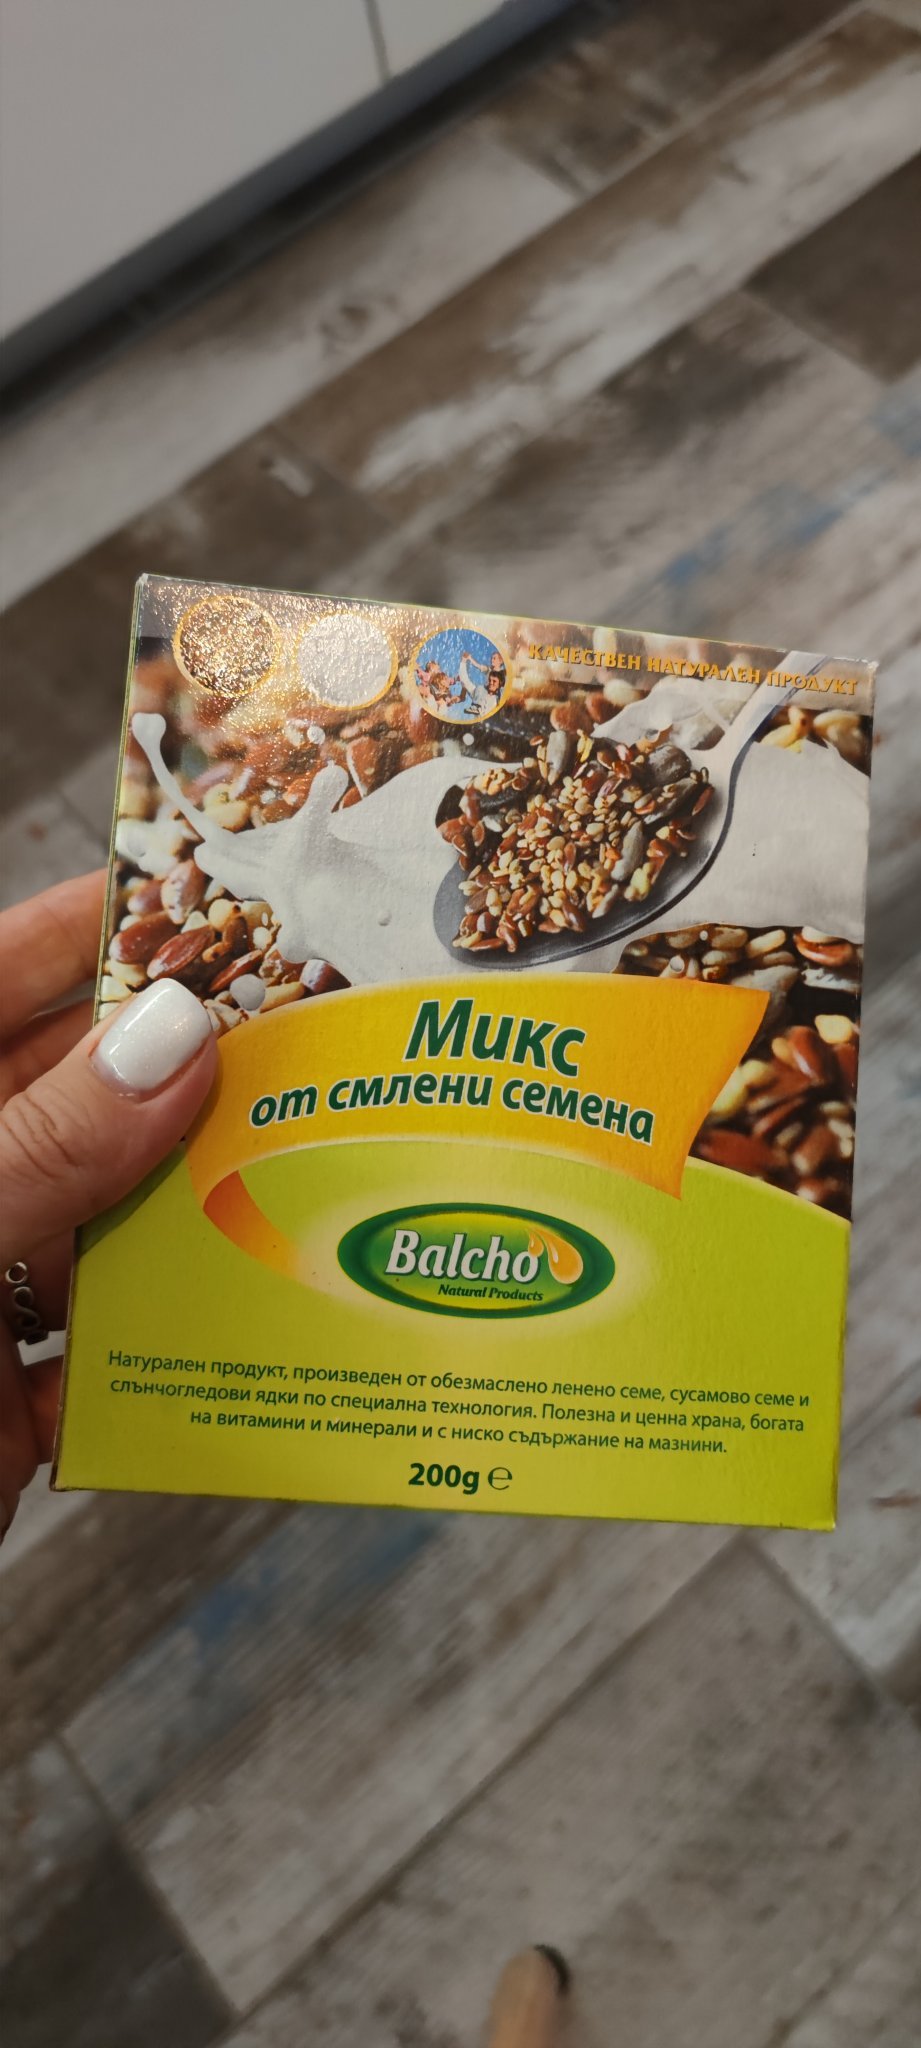 КАЧЕСТВЕН НАТУРАЛЕН ПРОДУКТ
Микс
от смлени семена
Balcho
Natural Products
Натурален продукт, произведен от обезмаслено ленено семе, сусамово семе и
слънчогледови ядки по специална технология. Полезна и ценна храна, богата
на витамини и минерали и с ниско съдържание на мазнини.
200g ℮